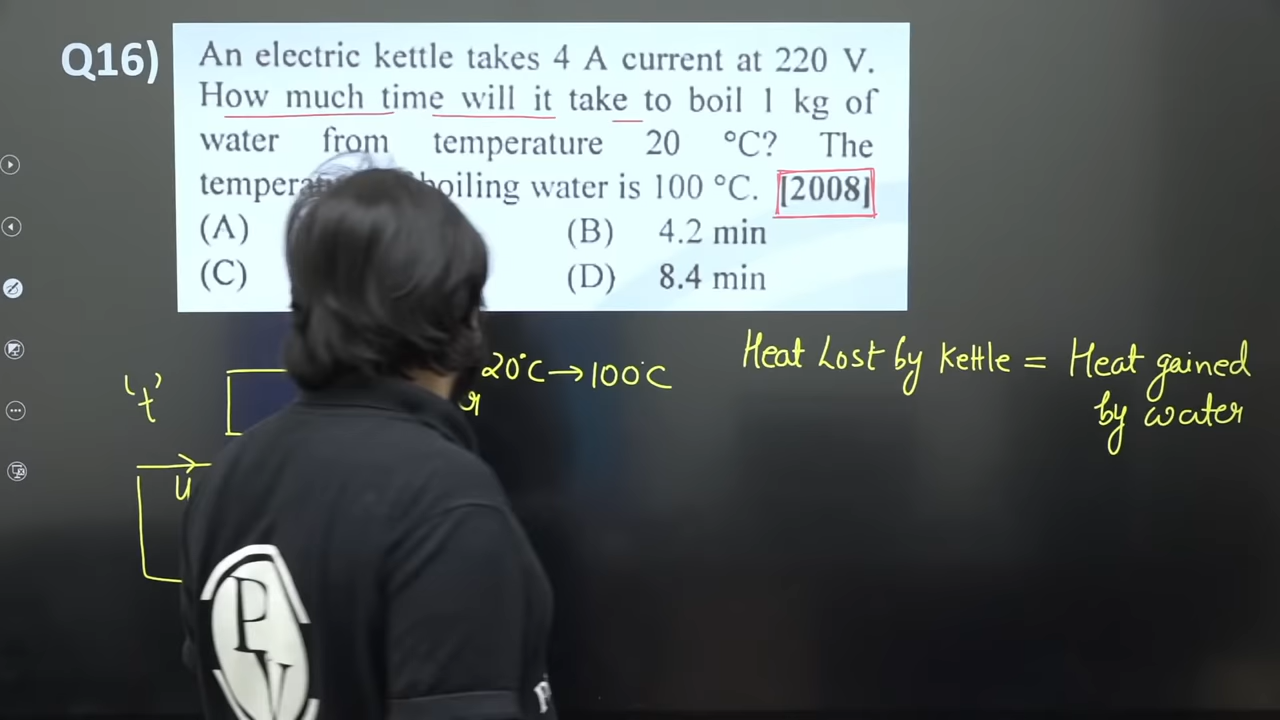 Q16)
An electric kettle takes 4 A current at 220 V.
How much time will it take to boil 1 kg of
water from temperature 20 °C? The
boiling water is 100 °C. [2008]
(A) (B) 4.2 min
(C) (D) 8.4 min
't' 20°C → 100°C
Heat Lost by Kettle = Heat gained
by water
P
W